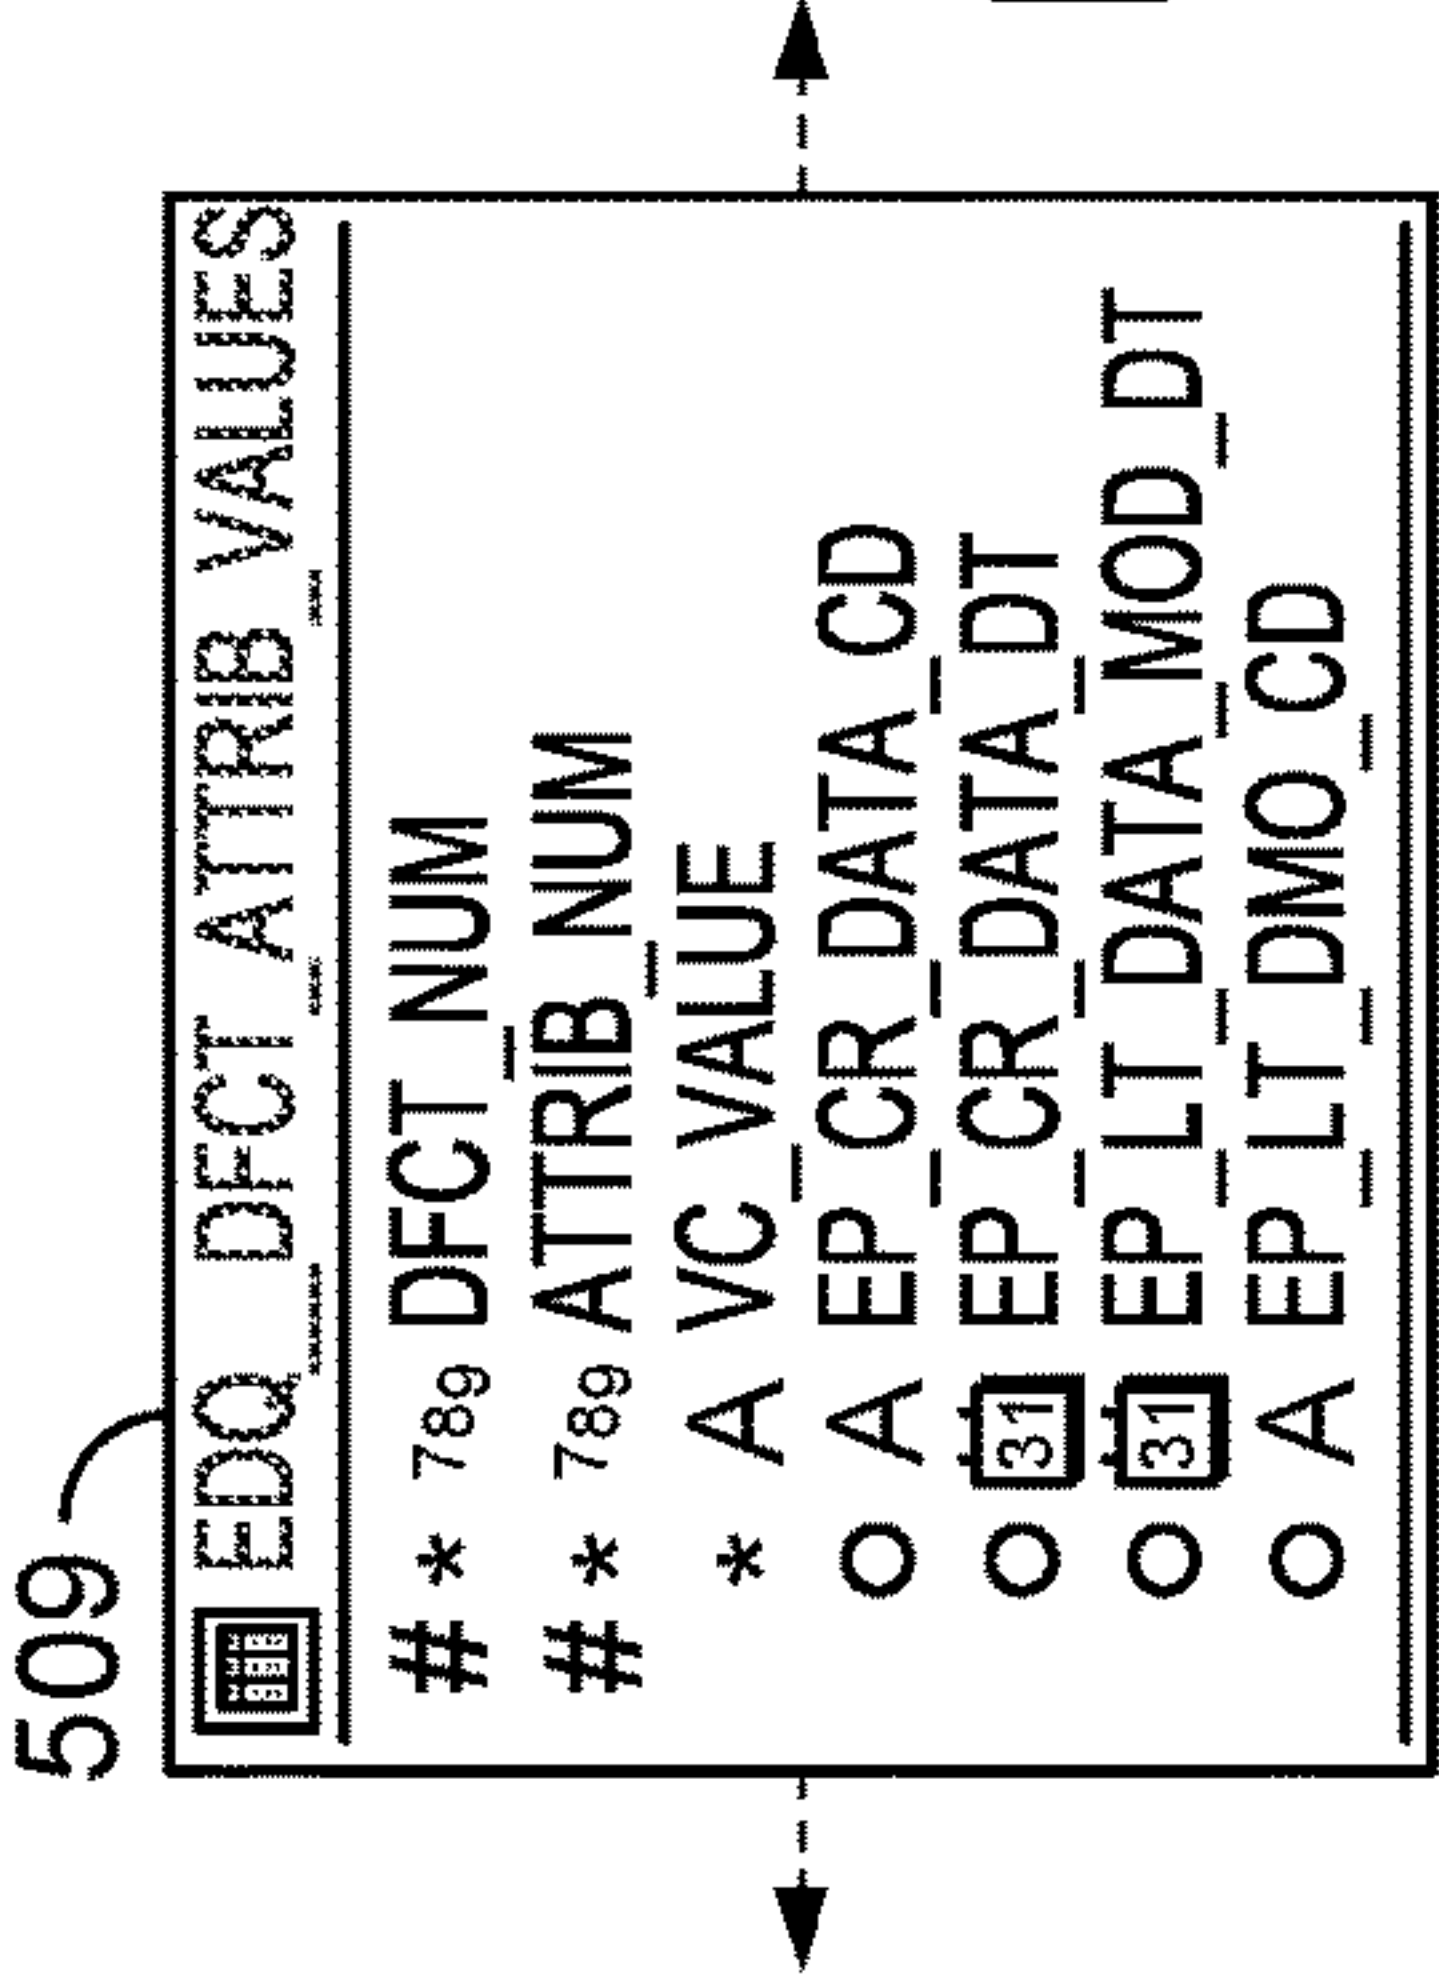 509
EDQ_DFCT_ATTRIB_VALUES
# * 789 DFCT_NUM
# * 789 ATTRIB_NUM
* A VC_VALUE
O A EP_CR_DATA_CD
O 31 EP_CR_DATA_DT
O 31 EP_LT_DATA_MOD_DT
O A EP_LT_DMO_CD